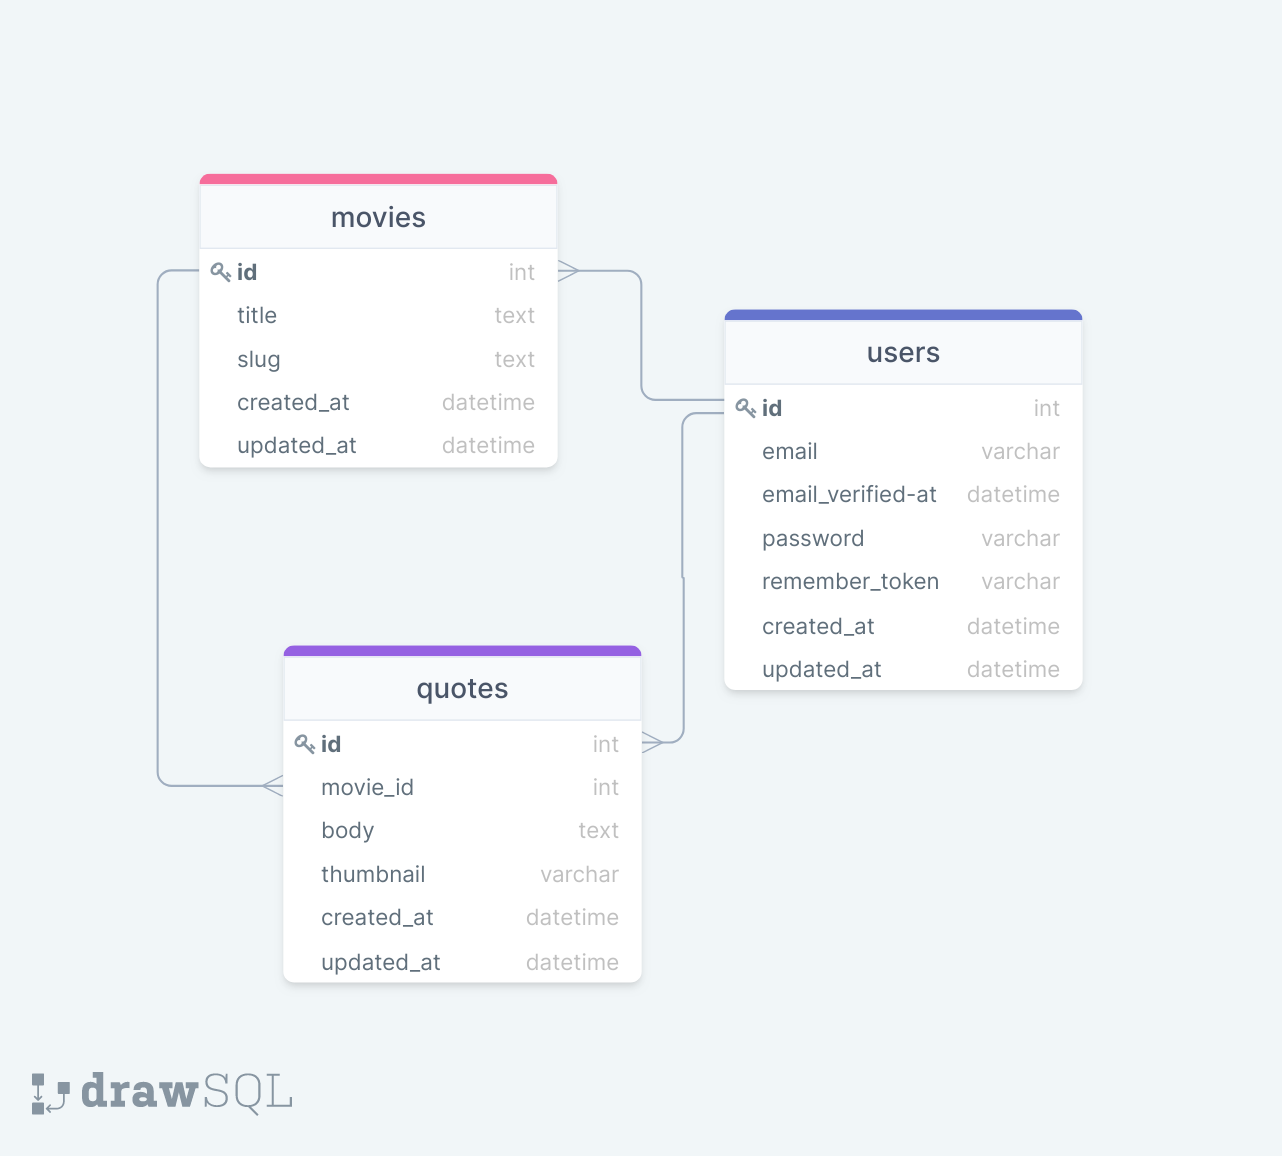 movies
id int
title text
slug text
created_at datetime
updated_at datetime
users
id int
email varchar
email_verified-at datetime
password varchar
remember_token varchar
created_at datetime
updated_at datetime
quotes
id int
movie_id int
body text
thumbnail varchar
created_at datetime
updated_at datetime
drawSQL